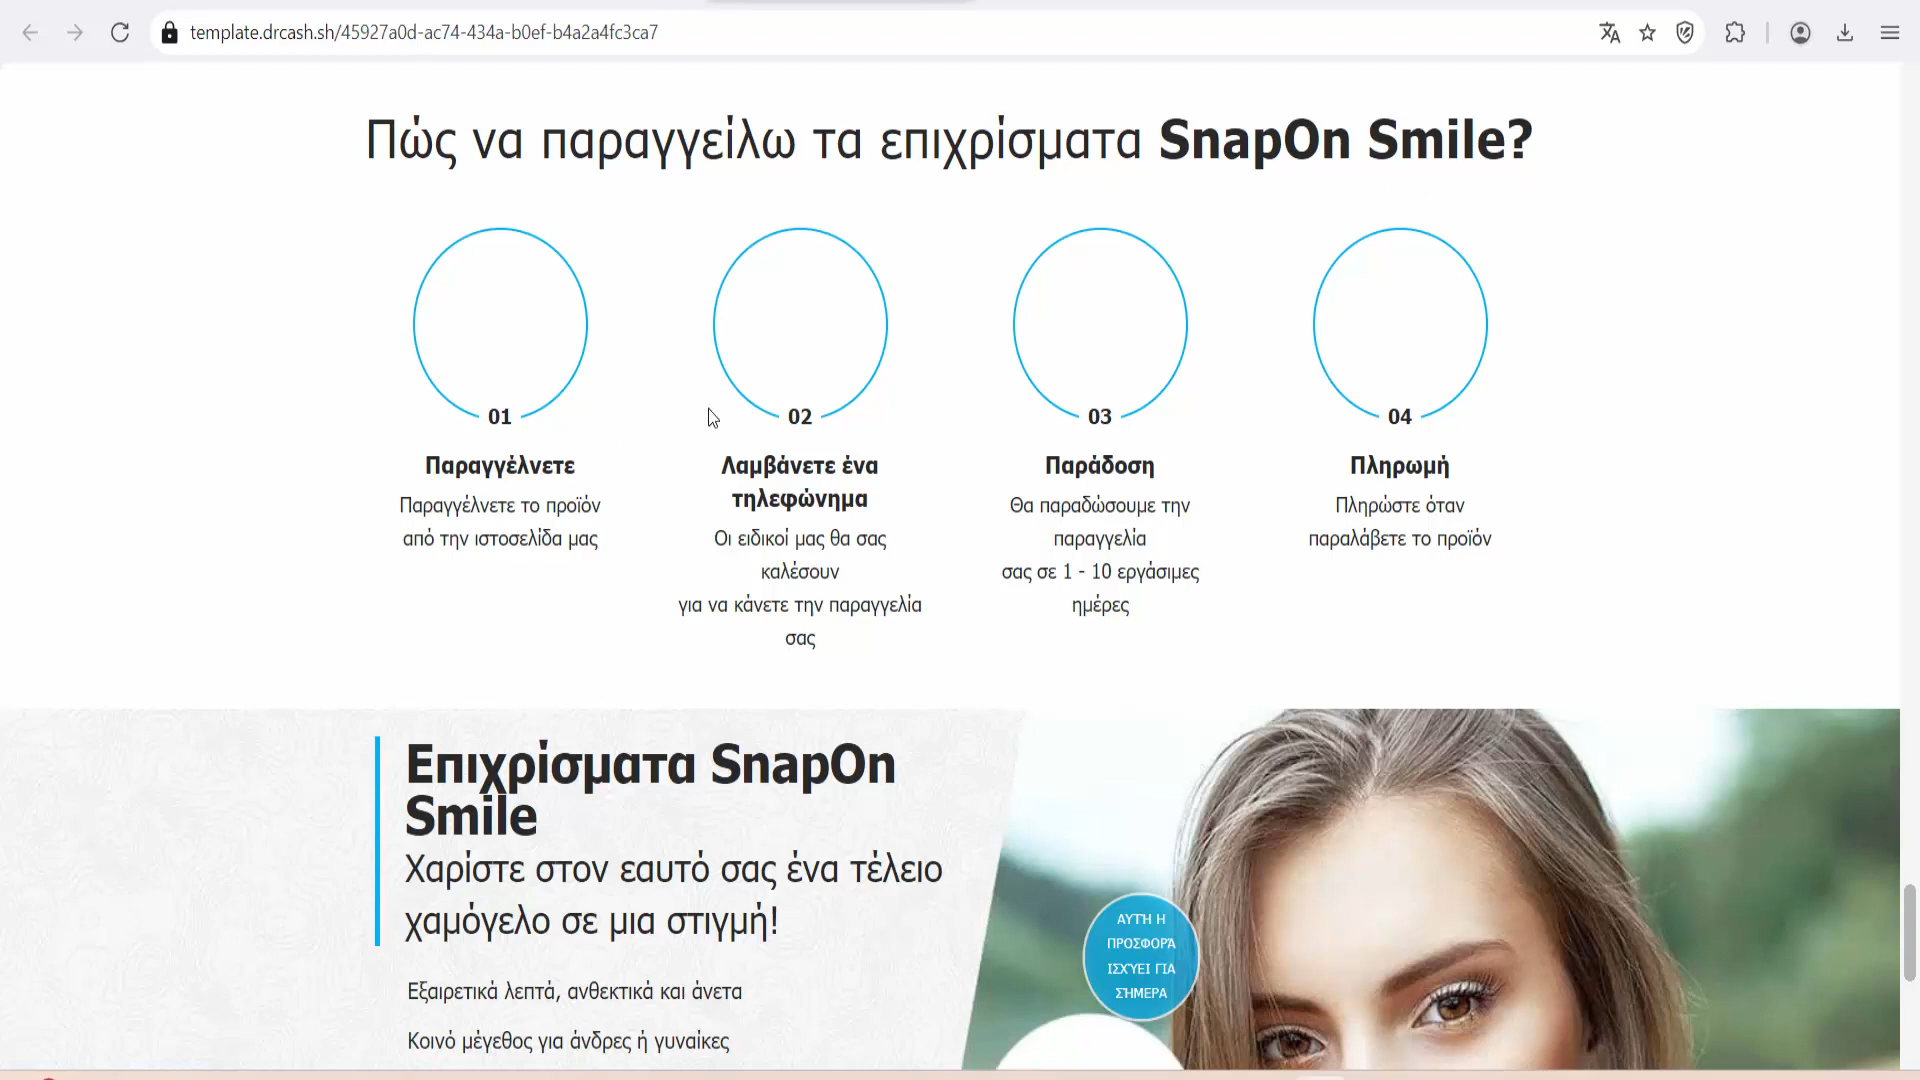 template.drcash.sh/45927a0d-ac74-434a-b0ef-b4a2a4fc3ca7
Πώς να παραγγείλω τα επιχρίσματα SnapOn Smile?
01
02
03
04
Παραγγέλνετε
Παραγγέλνετε το προϊόν
από την ιστοσελίδα μας
Λαμβάνετε ένα
τηλεφώνημα
Οι ειδικοί μας θα σας
καλέσουν
για να κάνετε την παραγγελία
σας
Παράδοση
Θα παραδώσουμε την
παραγγελία
σας σε 1 - 10 εργάσιμες
ημέρες
Πληρωμή
Πληρώστε όταν
παραλάβετε το προϊόν
Επιχρίσματα SnapOn
Smile
Χαρίστε στον εαυτό σας ένα τέλειο
χαμόγελο σε μια στιγμή!
Εξαιρετικά λεπτά, ανθεκτικά και άνετα
Κοινό μέγεθος για άνδρες ή γυναίκες
ΑΥΤΉ Η
ΠΡΟΣΦΟΡΆ
ΙΣΧΎΕΙ ΓΙΑ
ΣΉΜΕΡΑ